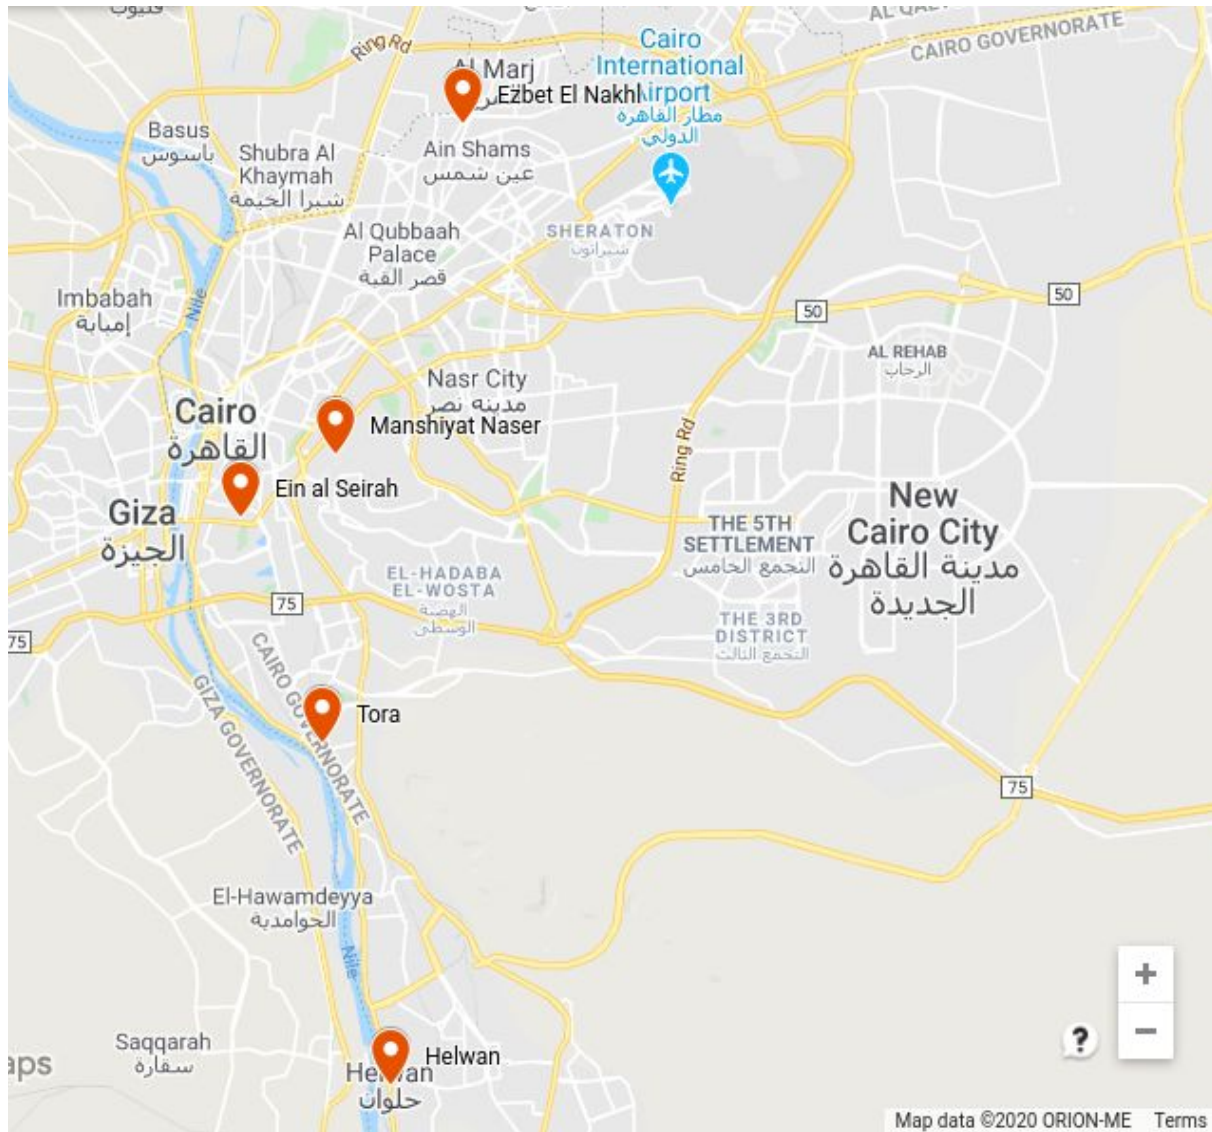 قليوب
Ring Rd
Al Marj
Ezbet El Nakhl
Cairo
International
Airport
مطار القاهرة
الدولي
CAIRO GOVERNORATE
Basus
باسوس
Shubra Al
Khaymah
شبرا الخيمة
Ain Shams
عين شمس
Al Qubbaah
Palace
قصر القبة
SHERATON
شيراتون
Imbabah
إمبابة
Nile
50
50
AL REHAB
الرحاب
Nasr City
مدينة نصر
Cairo
القاهرة
Manshiyat Naser
Ein al Seirah
Ring Rd
Giza
الجيزة
New
Cairo City
مدينة القاهرة
الجديدة
THE 5TH
SETTLEMENT
التجمع الخامس
EL-HADABA
EL-WOSTA
الهضبة
الوسطى
75
75
THE 3RD
DISTRICT
التجمع الثالث
CAIRO GOVERNORATE
GIZA GOVERNORATE
Tora
75
El-Hawamdeyya
الحوامدية
Nile
Saqqarah
سقارة
aps
Helwan
Helwan
حلوان
+
−
?
Map data ©2020 ORION-ME Terms